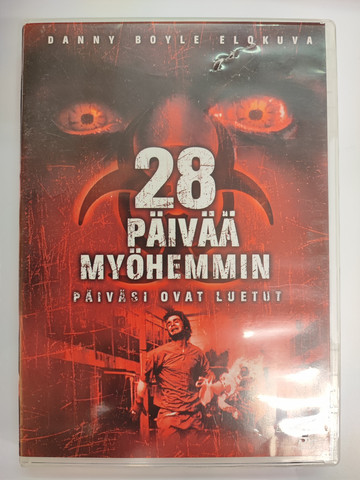 DANNY BOYLE ELOKUVA
28
PÄIVÄÄ
MYÖHEMMIN
PÄIVÄSI OVAT LUETUT